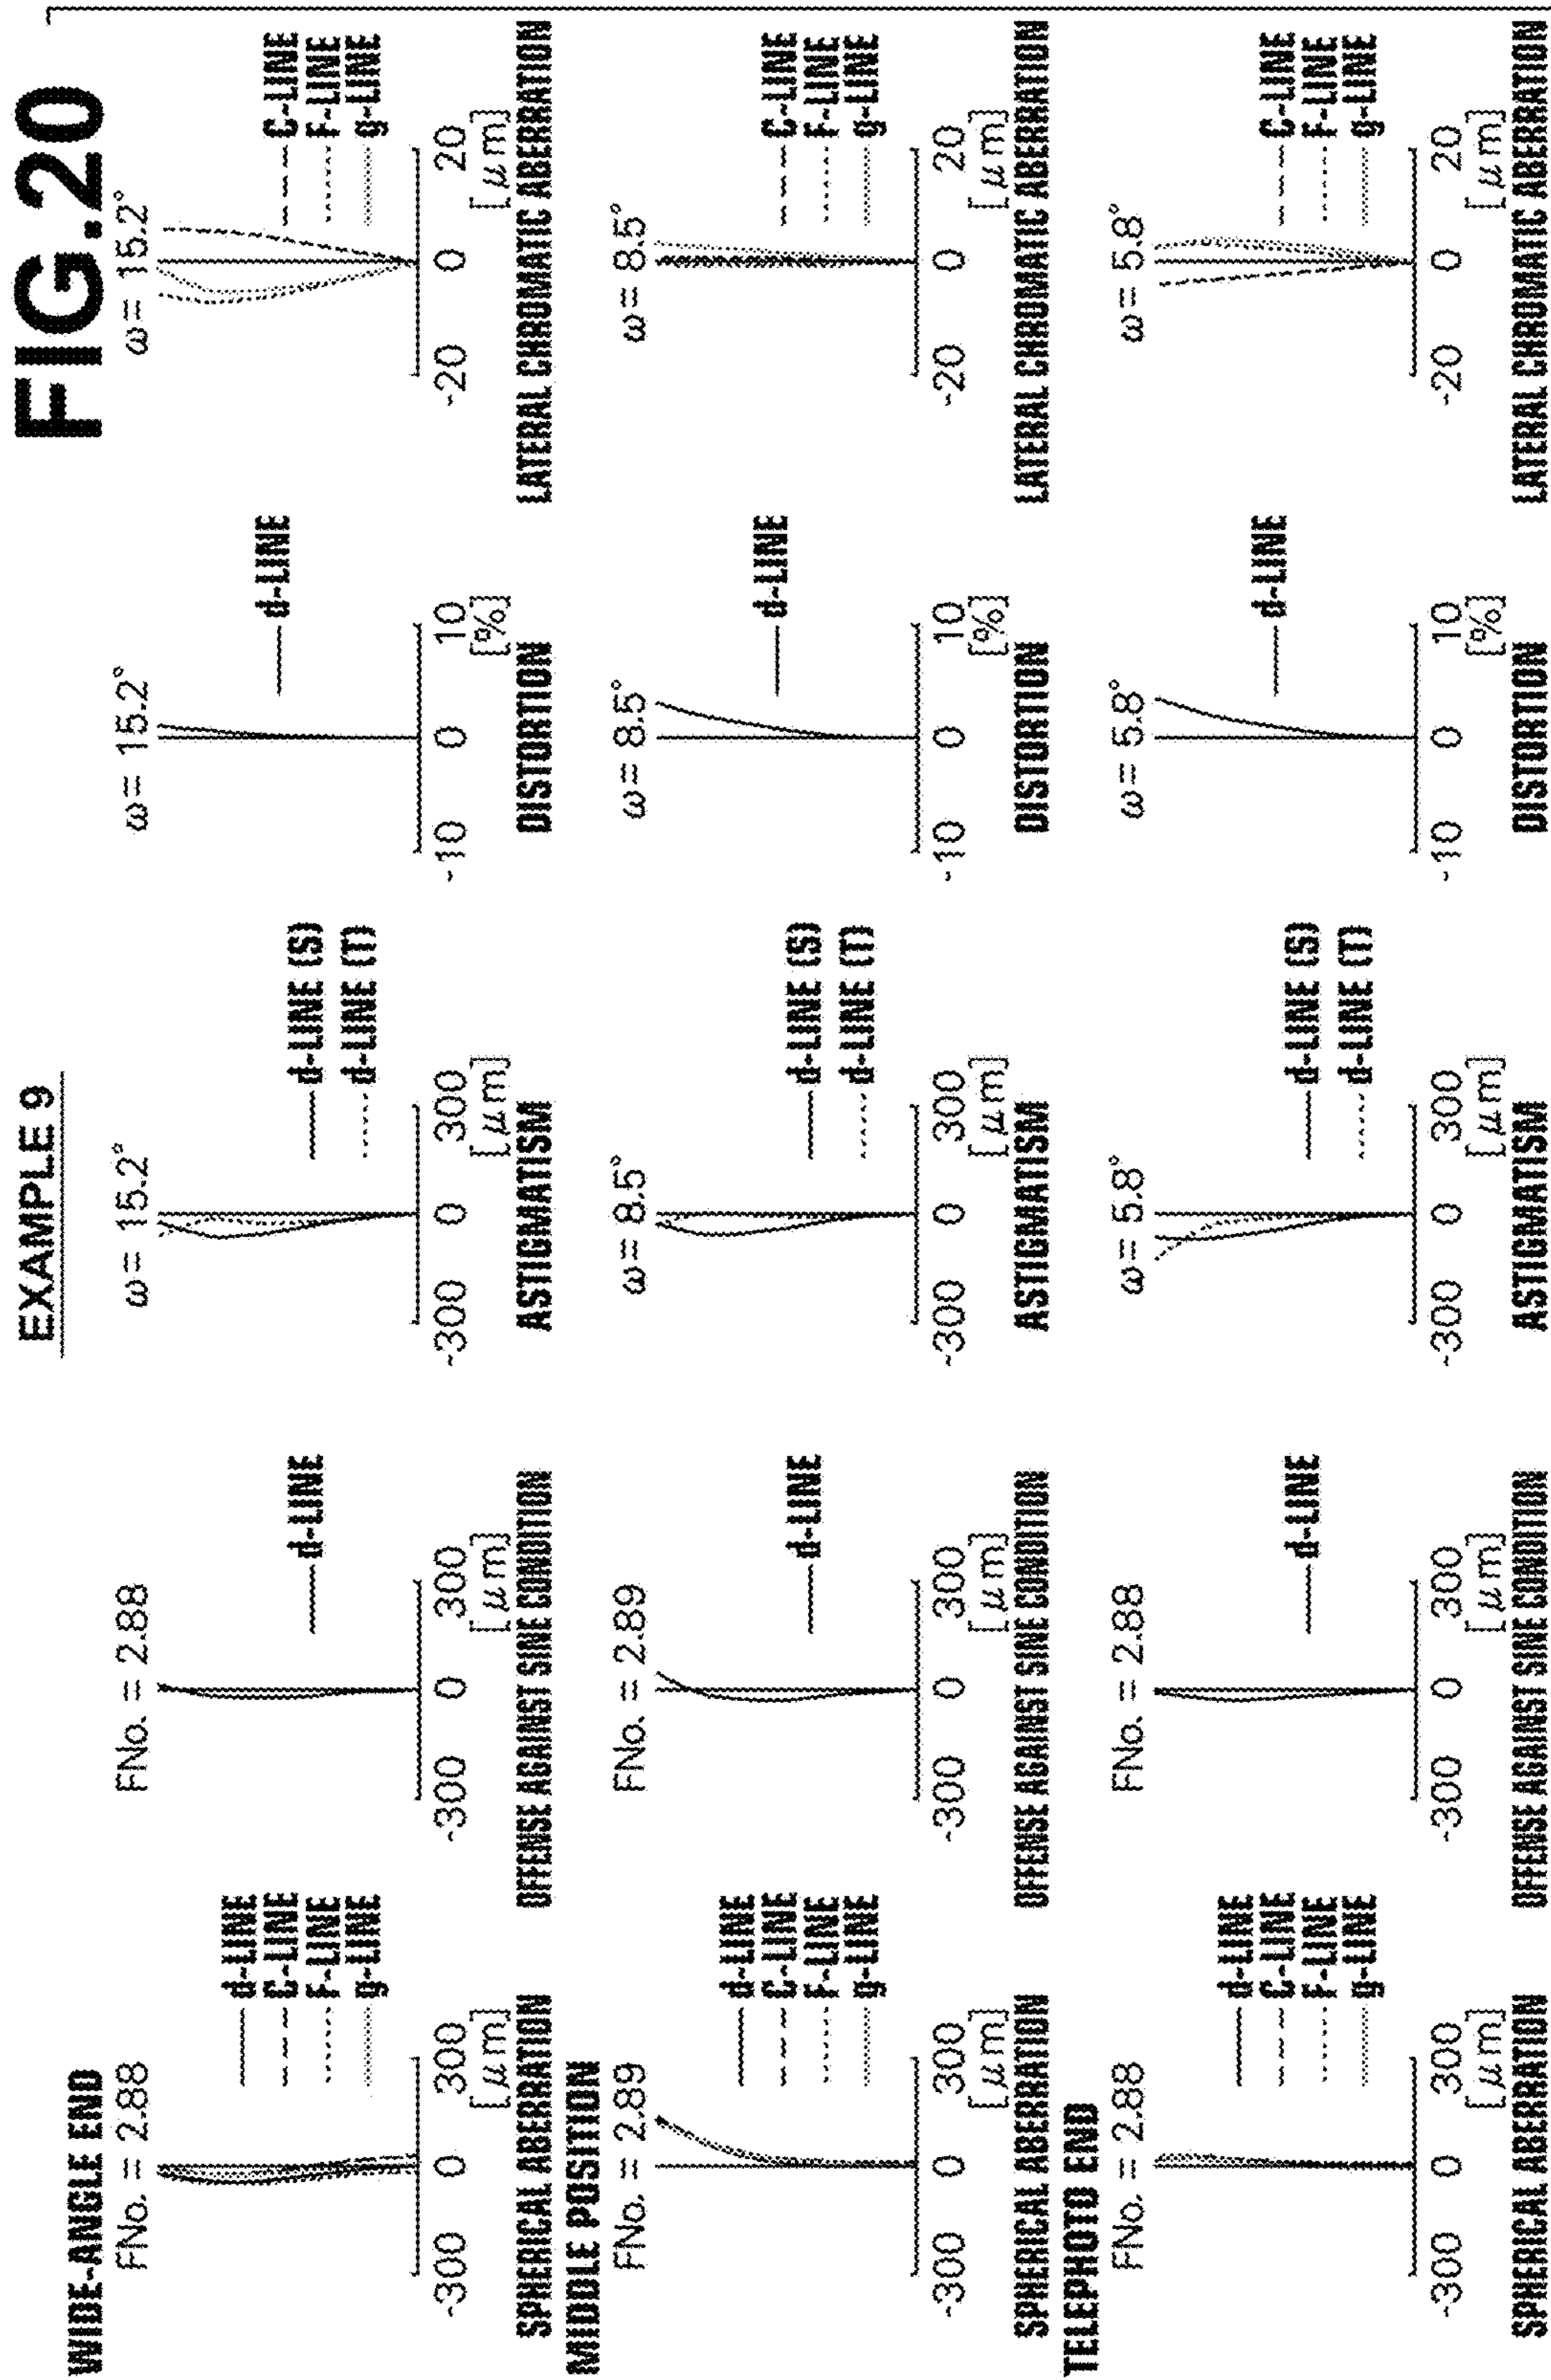 FIG.20
EXAMPLE 9
WIDE-ANGLE END
FNo. = 2.88
d-LINE
C-LINE
F-LINE
g-LINE
-300 0 300
[μm]
SPHERICAL ABERRATION
FNo. = 2.88
d-LINE
-300 0 300
[μm]
OFFENSE AGAINST SINE CONDITION
ω= 15.2°
d-LINE (S)
d-LINE (T)
-300 0 300
[μm]
ASTIGMATISM
ω= 15.2°
d-LINE
-10 0 10
[%]
DISTORTION
ω= 15.2°
C-LINE
F-LINE
g-LINE
-20 0 20
[μm]
LATERAL CHROMATIC ABERRATION
MIDDLE POSITION
FNo. = 2.89
d-LINE
C-LINE
F-LINE
g-LINE
-300 0 300
[μm]
SPHERICAL ABERRATION
FNo. = 2.89
d-LINE
-300 0 300
[μm]
OFFENSE AGAINST SINE CONDITION
ω= 8.5°
d-LINE (S)
d-LINE (T)
-300 0 300
[μm]
ASTIGMATISM
ω= 8.5°
d-LINE
-10 0 10
[%]
DISTORTION
ω= 8.5°
C-LINE
F-LINE
g-LINE
-20 0 20
[μm]
LATERAL CHROMATIC ABERRATION
TELEPHOTO END
FNo. = 2.88
d-LINE
C-LINE
F-LINE
g-LINE
-300 0 300
[μm]
SPHERICAL ABERRATION
FNo. = 2.88
d-LINE
-300 0 300
[μm]
OFFENSE AGAINST SINE CONDITION
ω= 5.8°
d-LINE (S)
d-LINE (T)
-300 0 300
[μm]
ASTIGMATISM
ω= 5.8°
d-LINE
-10 0 10
[%]
DISTORTION
ω= 5.8°
C-LINE
F-LINE
g-LINE
-20 0 20
[μm]
LATERAL CHROMATIC ABERRATION